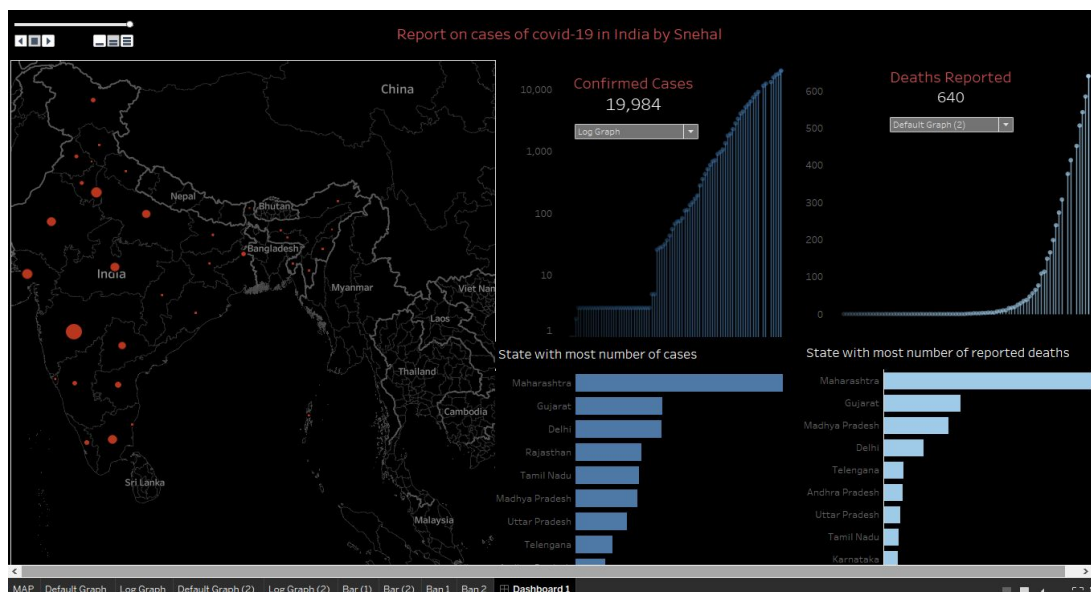 Report on cases of covid-19 in India by Snehal
China
Nepal
Bhutan
Bangladesh
India
Myanmar
Viet Nam
Laos
Thailand
Cambodia
Sri Lanka
Malaysia
Confirmed Cases
19,984
Log Graph
10,000
1,000
100
10
1
Deaths Reported
640
Default Graph (2)
600
500
400
300
200
100
0
State with most number of cases
Maharashtra
Gujarat
Delhi
Rajasthan
Tamil Nadu
Madhya Pradesh
Uttar Pradesh
Telengana
State with most number of reported deaths
Maharashtra
Gujarat
Madhya Pradesh
Delhi
Telengana
Andhra Pradesh
Uttar Pradesh
Tamil Nadu
Karnataka
MAP Default Graph Log Graph Default Graph (2) Log Graph (2) Bar (1) Bar (2) Ban 1 Ban 2 Dashboard 1